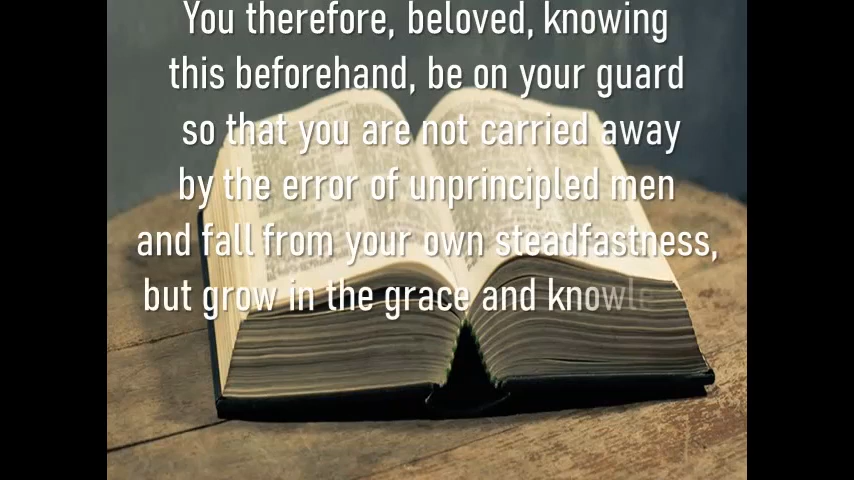 You therefore, beloved, knowing
this beforehand, be on your guard
so that you are not carried away
by the error of unprincipled men
and fall from your own steadfastness,
but grow in the grace and knowle